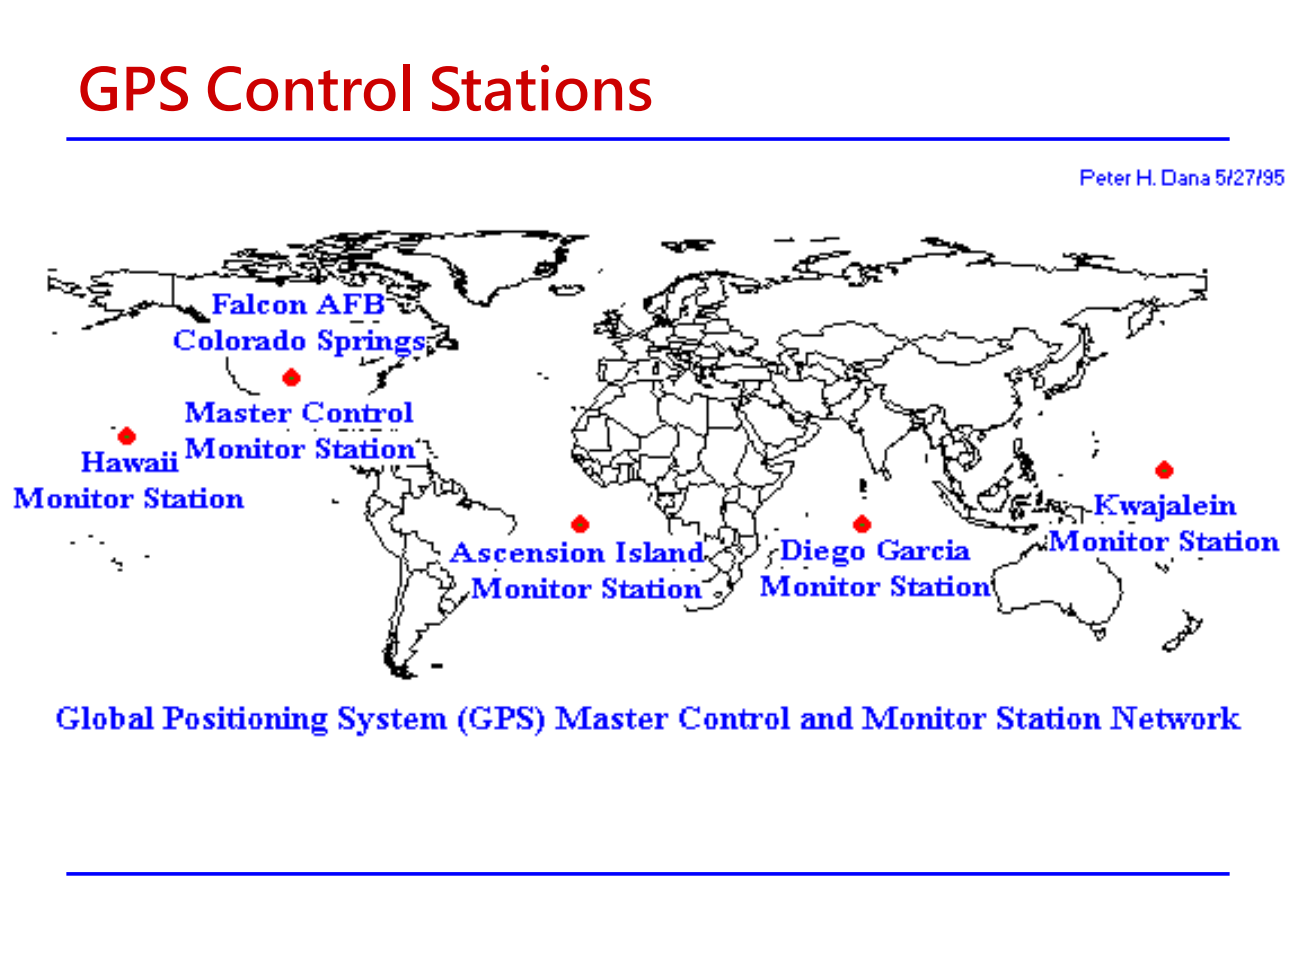 GPS Control Stations
Peter H. Dana 5/27/95
Falcon AFB
Colorado Springs
Master Control
Monitor Station
Hawaii
Monitor Station
Ascension Island
Monitor Station
Diego Garcia
Monitor Station
Kwajalein
Monitor Station
Global Positioning System (GPS) Master Control and Monitor Station Network